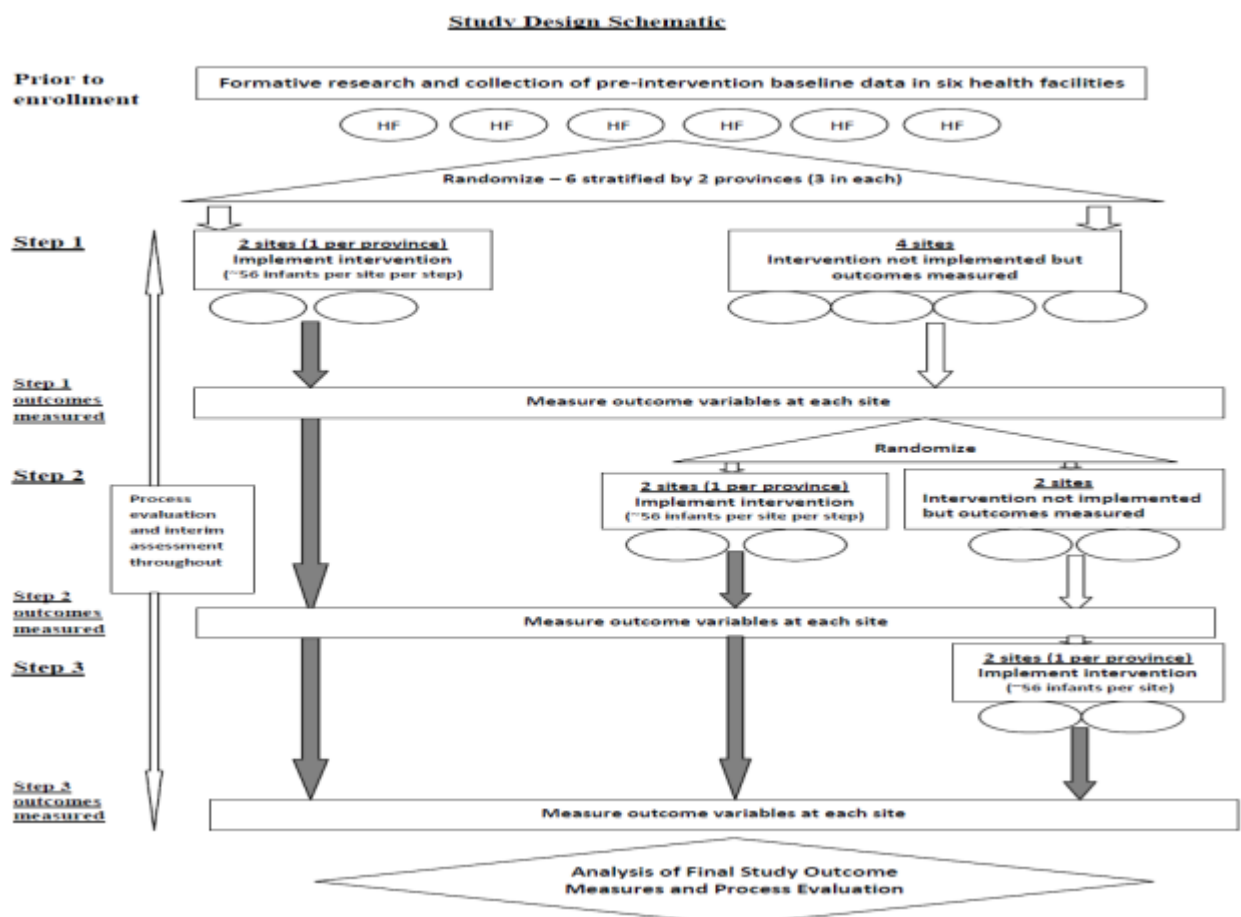 Study Design Schematic
Prior to
enrollment
Formative research and collection of pre-intervention baseline data in six health facilities
HF HF HF HF HF HF
Randomize – 6 stratified by 2 provinces (3 in each)
Step 1
2 sites (1 per province)
Implement intervention
(~56 infants per site per step)
4 sites
Intervention not implemented but
outcomes measured
Step 1
outcomes
measured
Measure outcome variables at each site
Randomize
Step 2
2 sites (1 per province)
Implement intervention
(~56 infants per site per step)
2 sites
Intervention not implemented
but outcomes measured
Process
evaluation
and interim
assessment
throughout
Step 2
outcomes
measured
Measure outcome variables at each site
Step 3
2 sites (1 per province)
Implement intervention
(~56 infants per site)
Step 3
outcomes
measured
Measure outcome variables at each site
Analysis of Final Study Outcome
Measures and Process Evaluation